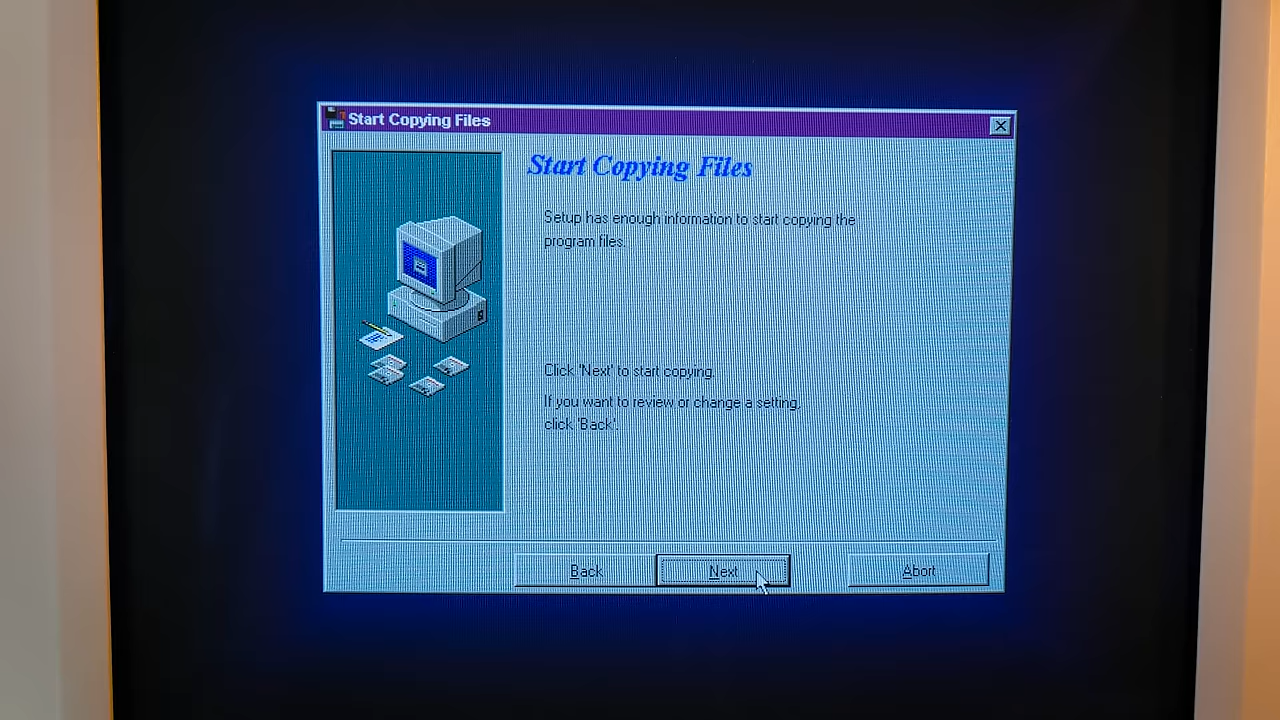 Start Copying Files
Start Copying Files
Setup has enough information to start copying the
program files.
Click 'Next' to start copying.
If you want to review or change a setting,
click 'Back'.
Back Next Abort